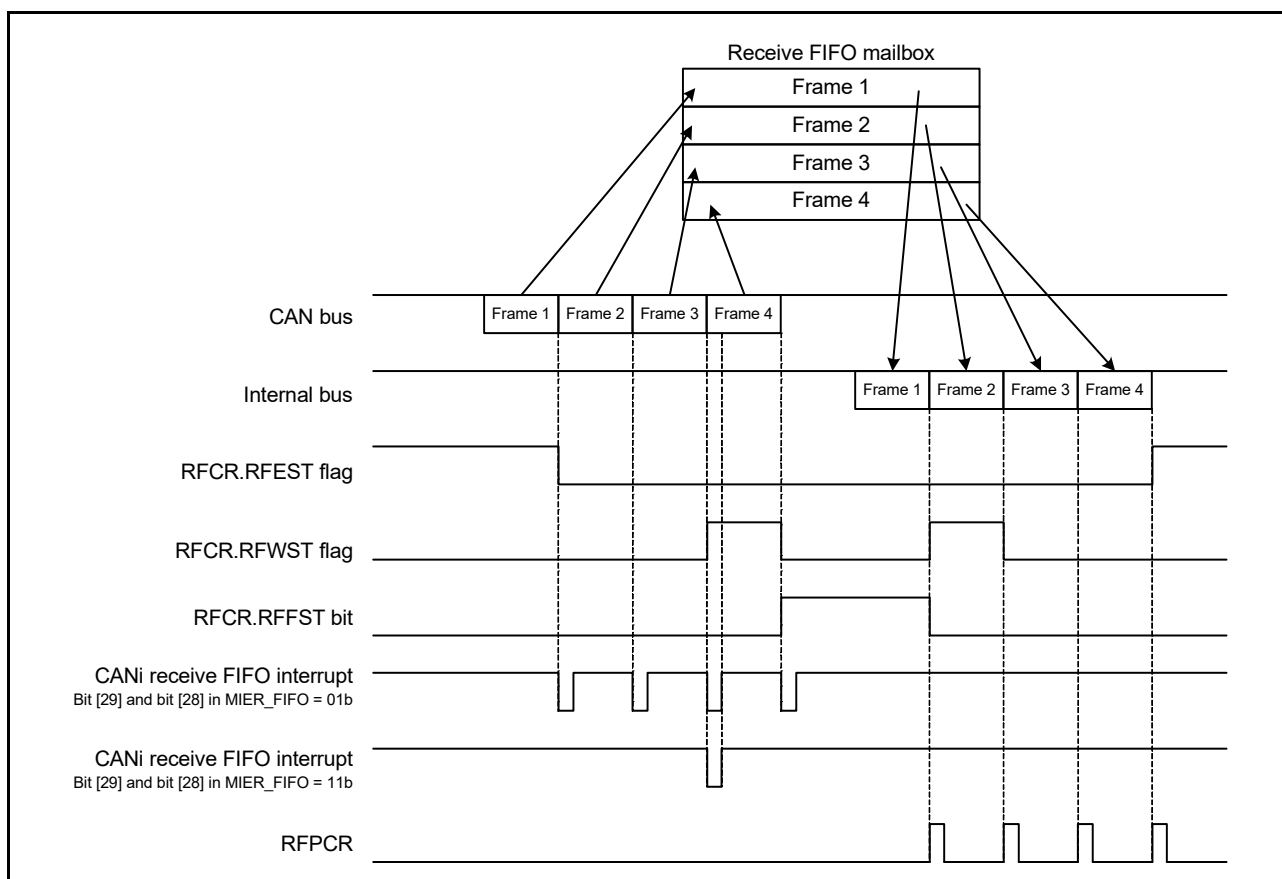 Receive FIFO mailbox
Frame 1
Frame 2
Frame 3
Frame 4
CAN bus
Frame 1 Frame 2 Frame 3 Frame 4
Internal bus
Frame 1 Frame 2 Frame 3 Frame 4
RFCR.RFEST flag
RFCR.RFWST flag
RFCR.RFFST bit
CANi receive FIFO interrupt
Bit [29] and bit [28] in MIER_FIFO = 01b
CANi receive FIFO interrupt
Bit [29] and bit [28] in MIER_FIFO = 11b
RFPCR